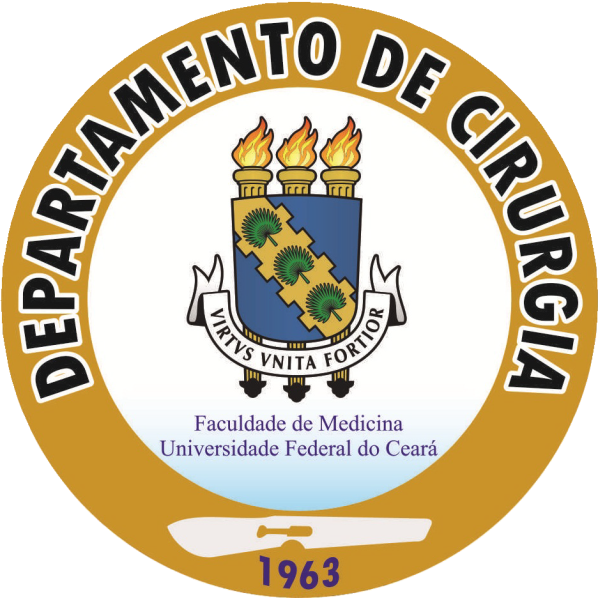 DEPARTAMENTO DE CIRURGIA
VIRTVS VNITA FORTIOR
Faculdade de Medicina
Universidade Federal do Ceará
1963